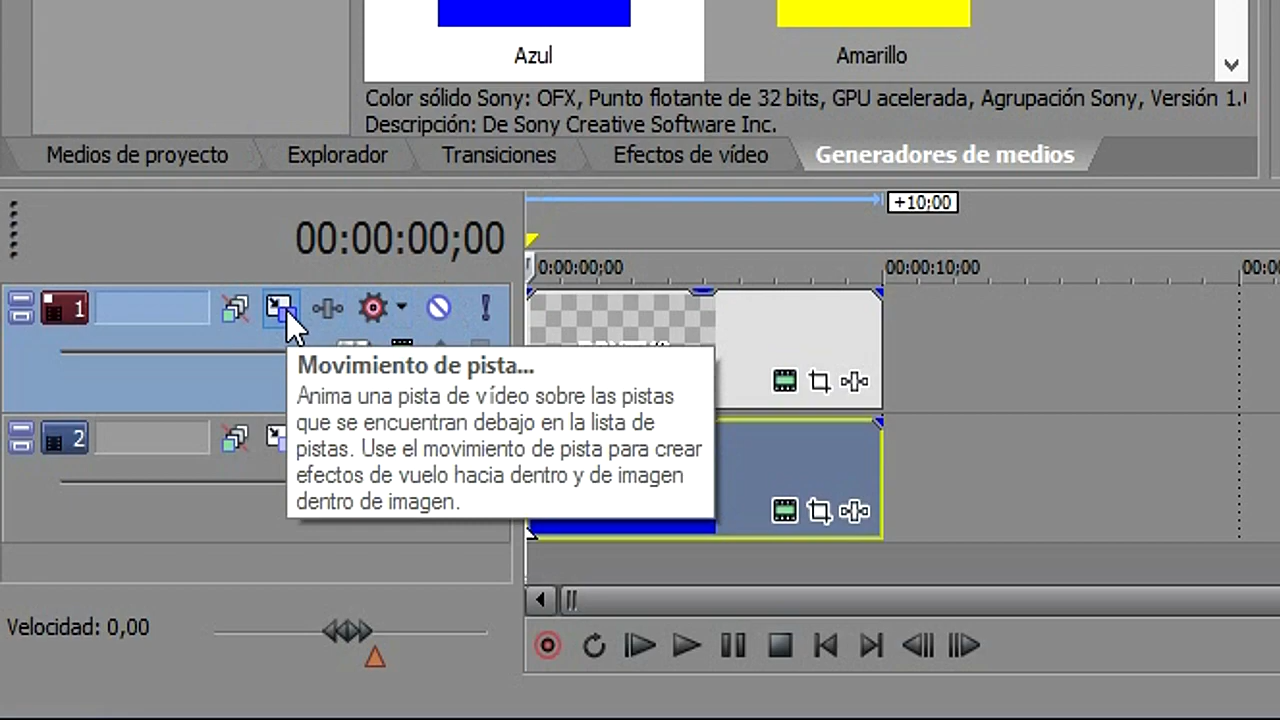 Azul
Amarillo
Color sólido Sony: OFX, Punto flotante de 32 bits, GPU acelerada, Agrupación Sony, Versión 1.
Descripción: De Sony Creative Software Inc.
Medios de proyecto
Explorador
Transiciones
Efectos de vídeo
Generadores de medios
00:00:00;00
+10;00
0:00:00;00
00:00:10;00
00:0
1
Movimiento de pista...
Anima una pista de vídeo sobre las pistas
que se encuentran debajo en la lista de
pistas. Use el movimiento de pista para crear
efectos de vuelo hacia dentro y de imagen
dentro de imagen.
2
Velocidad: 0,00